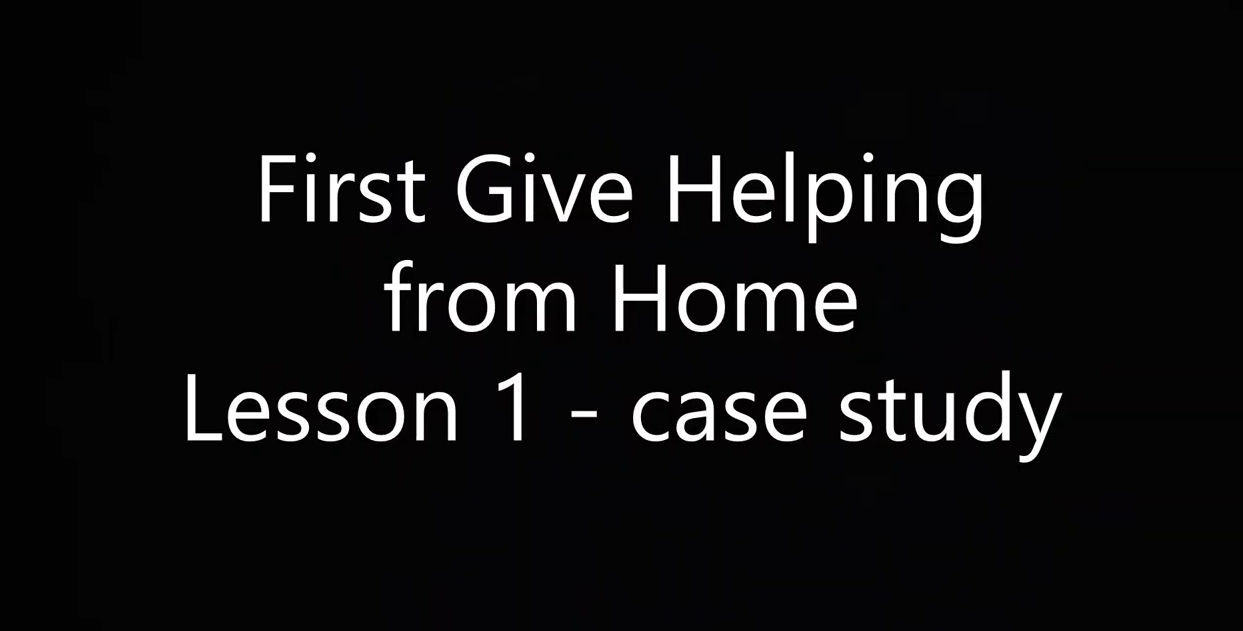 First Give Helping
from Home
Lesson 1 - case study